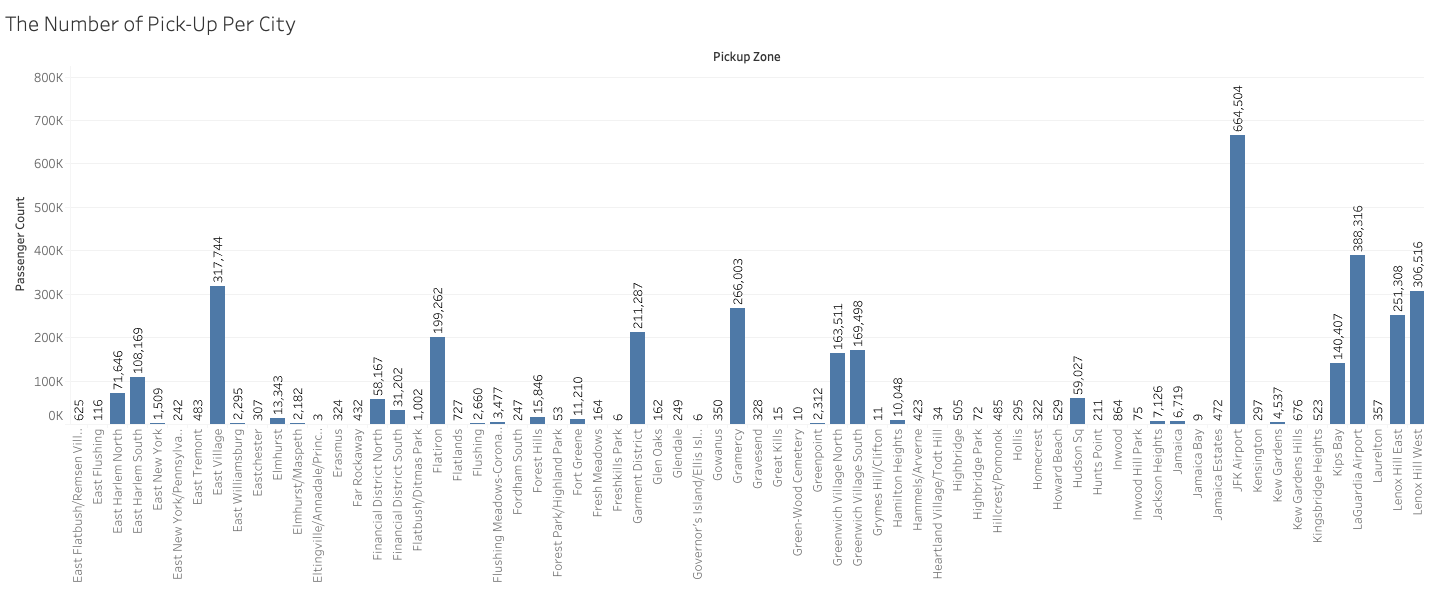 The Number of Pick-Up Per City
Pickup Zone
Passenger Count
800K
700K
600K
500K
400K
300K
200K
100K
0K
625
116
71,646
108,169
1,509
242
483
317,744
2,295
307
13,343
2,182
3
324
432
58,167
31,202
1,002
199,262
727
2,660
3,477
247
15,846
53
11,210
164
6
211,287
162
249
6
350
266,003
328
15
10
2,312
163,511
169,498
11
10,048
423
34
505
72
485
295
322
529
59,027
211
864
75
7,126
6,719
9
472
664,504
297
4,537
676
523
140,407
388,316
357
251,308
306,516
East Flatbush/Remsen Vill..
East Flushing
East Harlem North
East Harlem South
East New York
East New York/Pennsylva..
East Tremont
East Village
East Williamsburg
Eastchester
Elmhurst
Elmhurst/Maspeth
Eltingville/Annadale/Princ..
Erasmus
Far Rockaway
Financial District North
Financial District South
Flatbush/Ditmas Park
Flatiron
Flatlands
Flushing
Flushing Meadows-Corona..
Fordham South
Forest Hills
Forest Park/Highland Park
Fort Greene
Fresh Meadows
Freshkills Park
Garment District
Glen Oaks
Glendale
Governor's Island/Ellis Isl..
Gowanus
Gramercy
Gravesend
Great Kills
Green-Wood Cemetery
Greenpoint
Greenwich Village North
Greenwich Village South
Grymes Hill/Clifton
Hamilton Heights
Hammels/Arverne
Heartland Village/Todt Hill
Highbridge
Highbridge Park
Hillcrest/Pomonok
Hollis
Homecrest
Howard Beach
Hudson Sq
Hunts Point
Inwood
Inwood Hill Park
Jackson Heights
Jamaica
Jamaica Bay
Jamaica Estates
JFK Airport
Kensington
Kew Gardens
Kew Gardens Hills
Kingsbridge Heights
Kips Bay
LaGuardia Airport
Laurelton
Lenox Hill East
Lenox Hill West